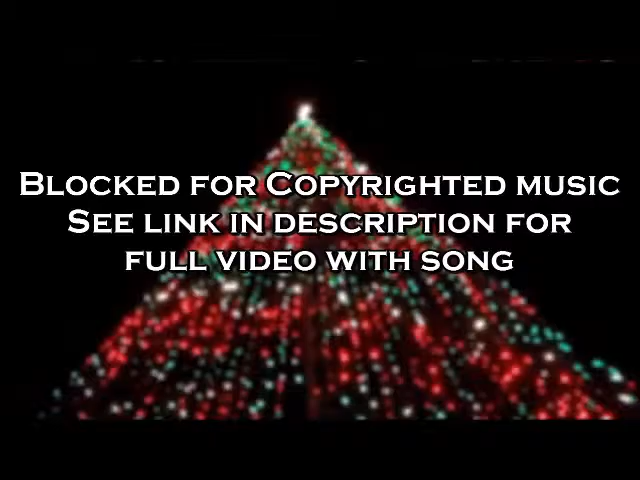 Blocked for Copyrighted music
See link in description for
full video with song